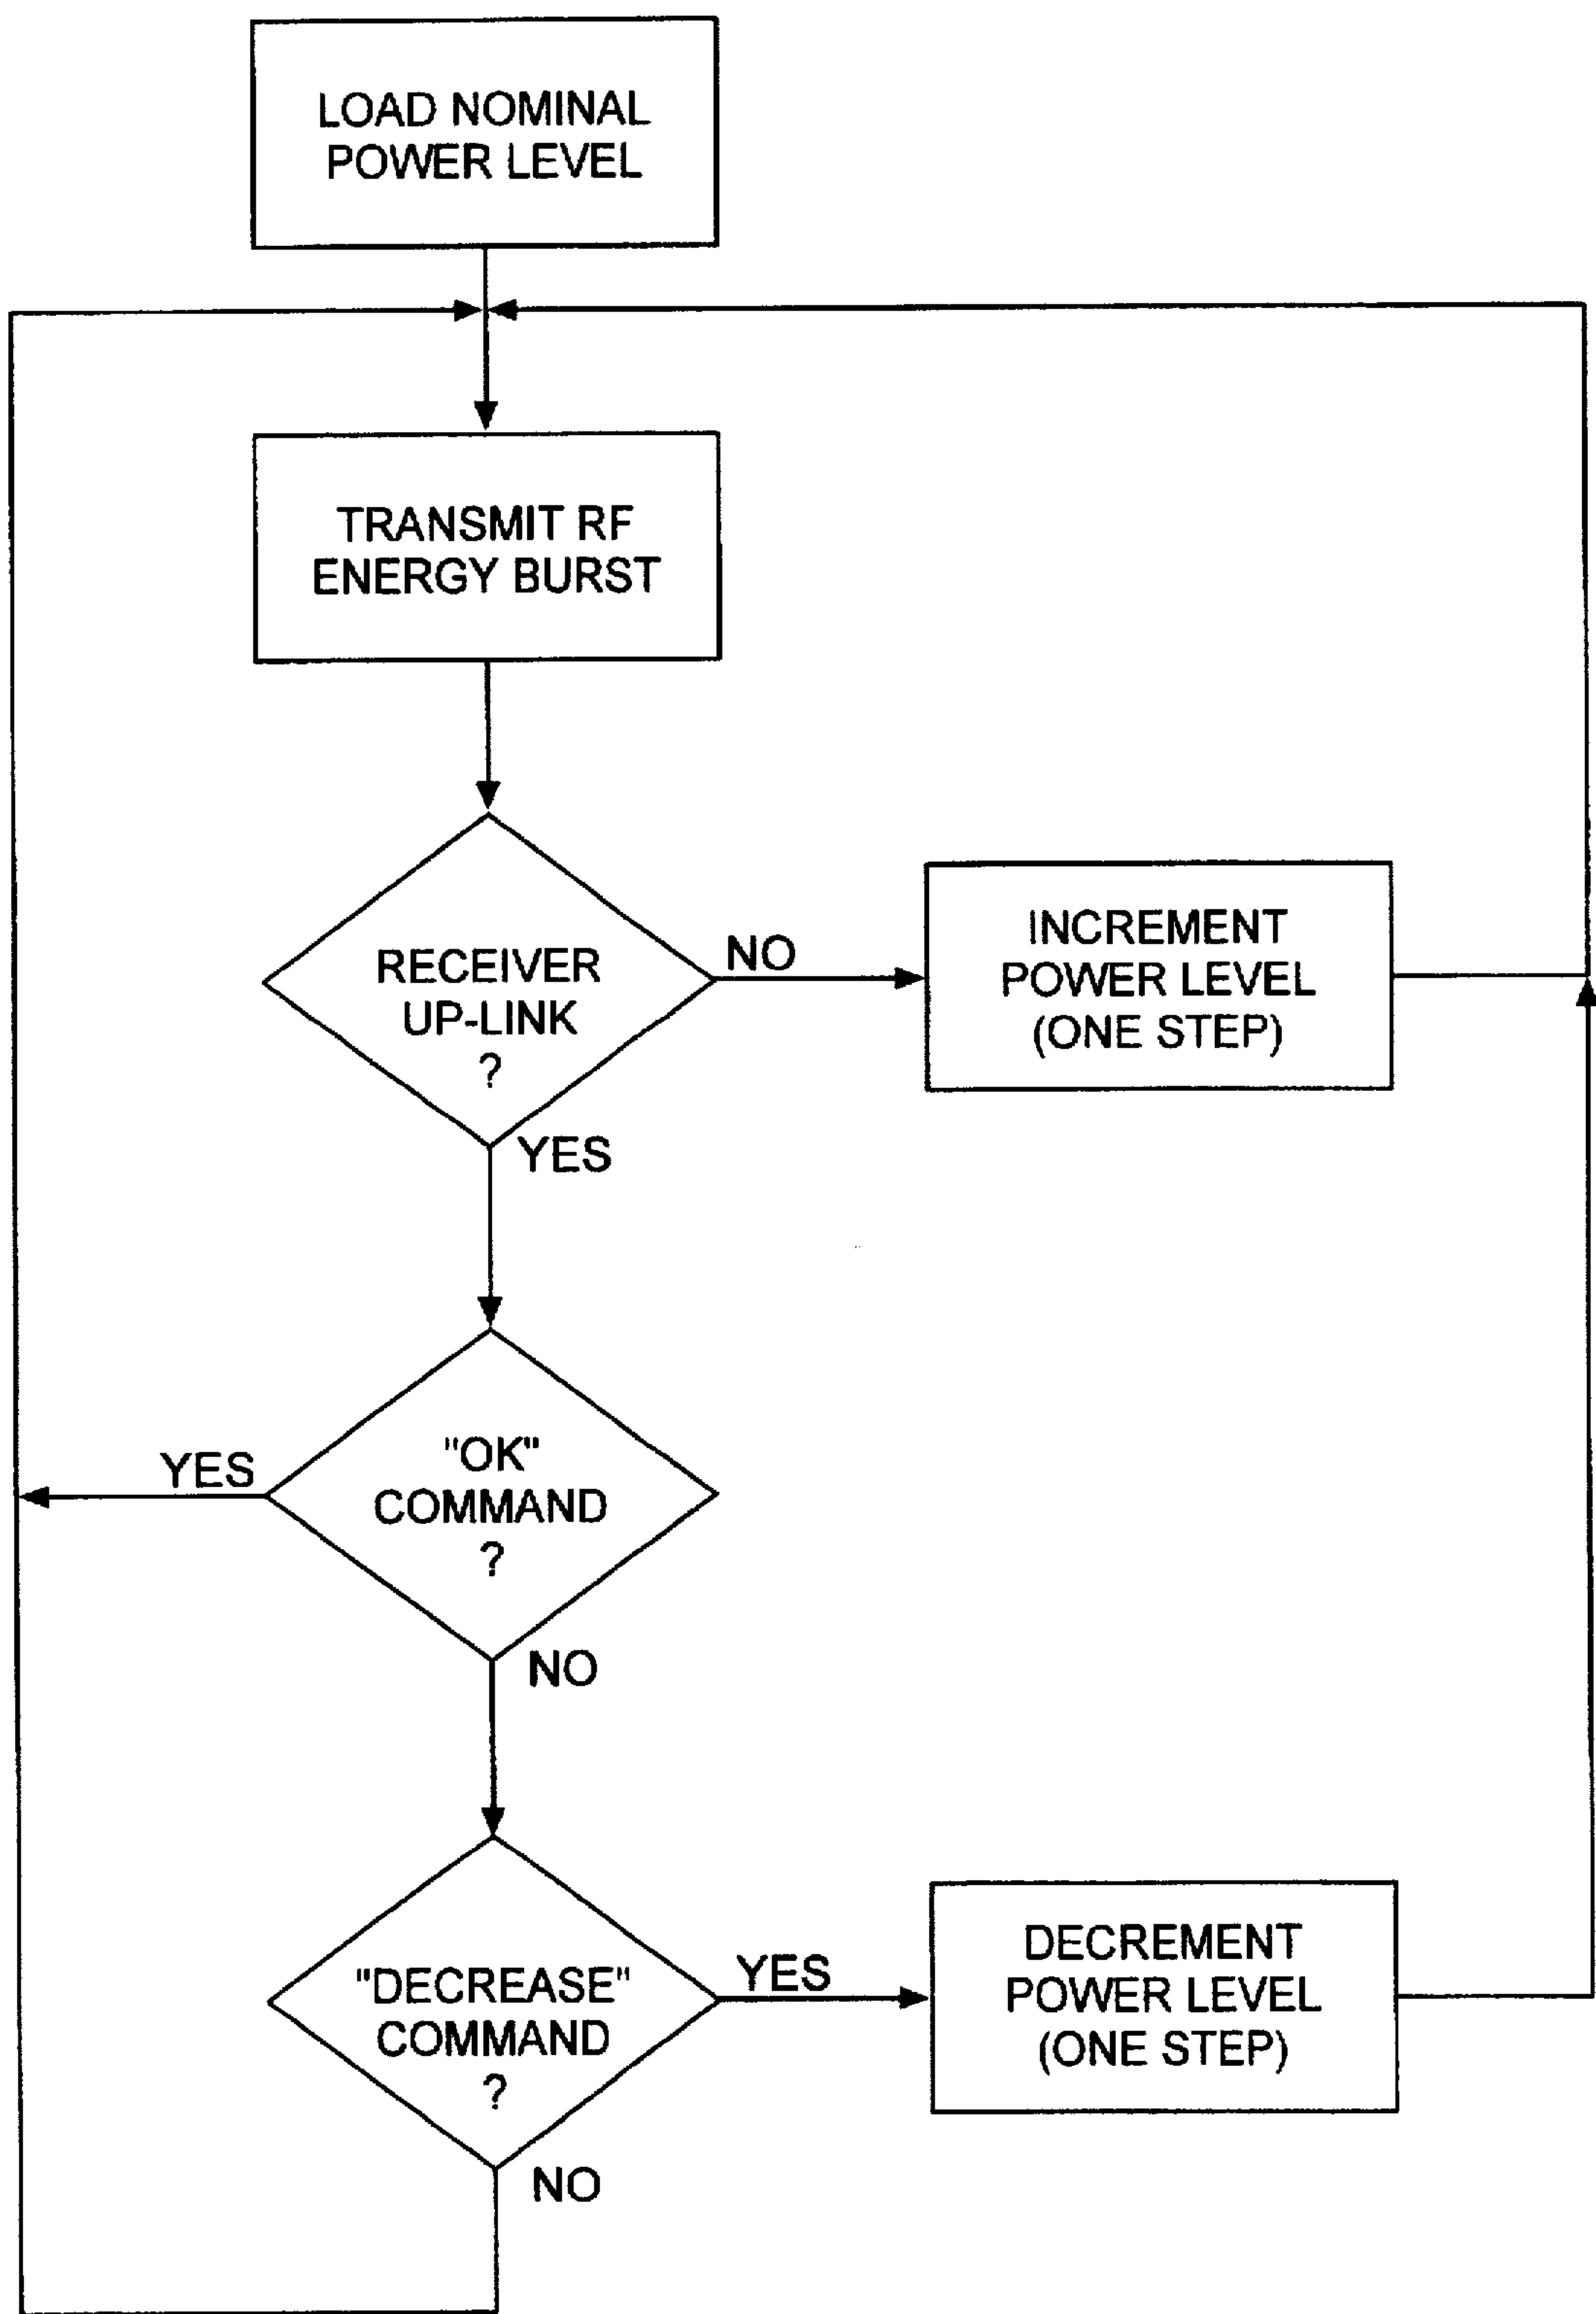 LOAD NOMINAL
POWER LEVEL
TRANSMIT RF
ENERGY BURST
RECEIVER
UP-LINK
?
NO
INCREMENT
POWER LEVEL
(ONE STEP)
YES
"OK"
COMMAND
?
YES
NO
"DECREASE"
COMMAND
?
YES
DECREMENT
POWER LEVEL
(ONE STEP)
NO